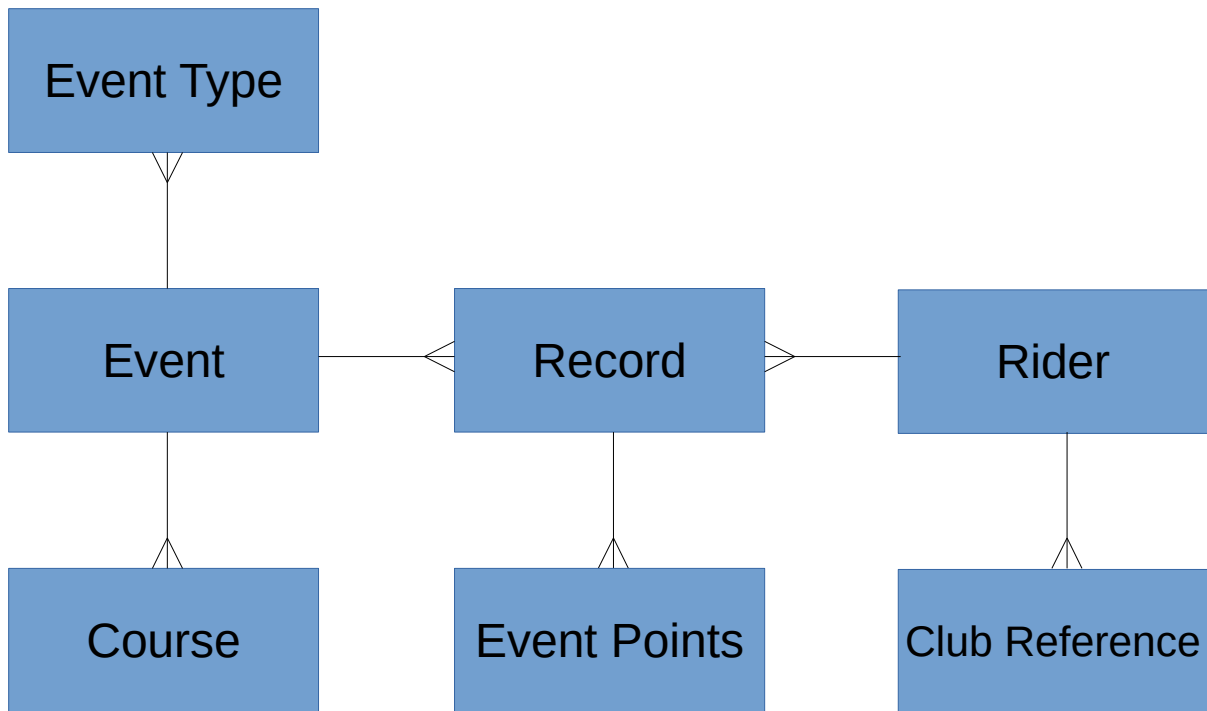 Event Type
Event
Record
Rider
Course
Event Points
Club Reference